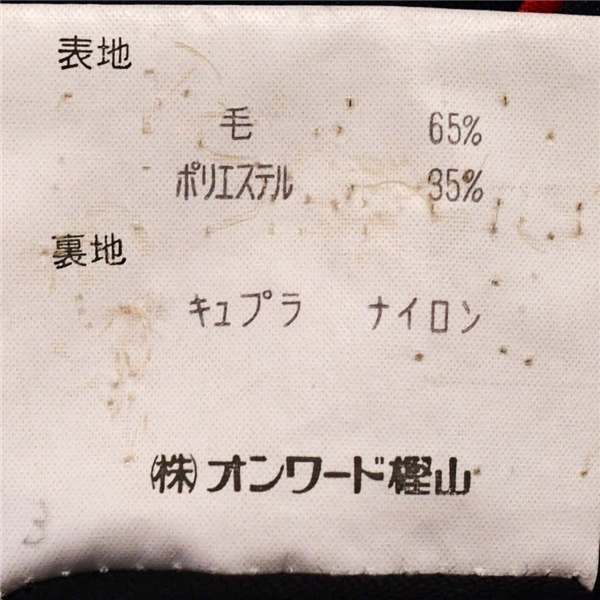 表地
毛 65%
ポリエステル 35%
裏地
キュプラ ナイロン
㈱オンワード樫山